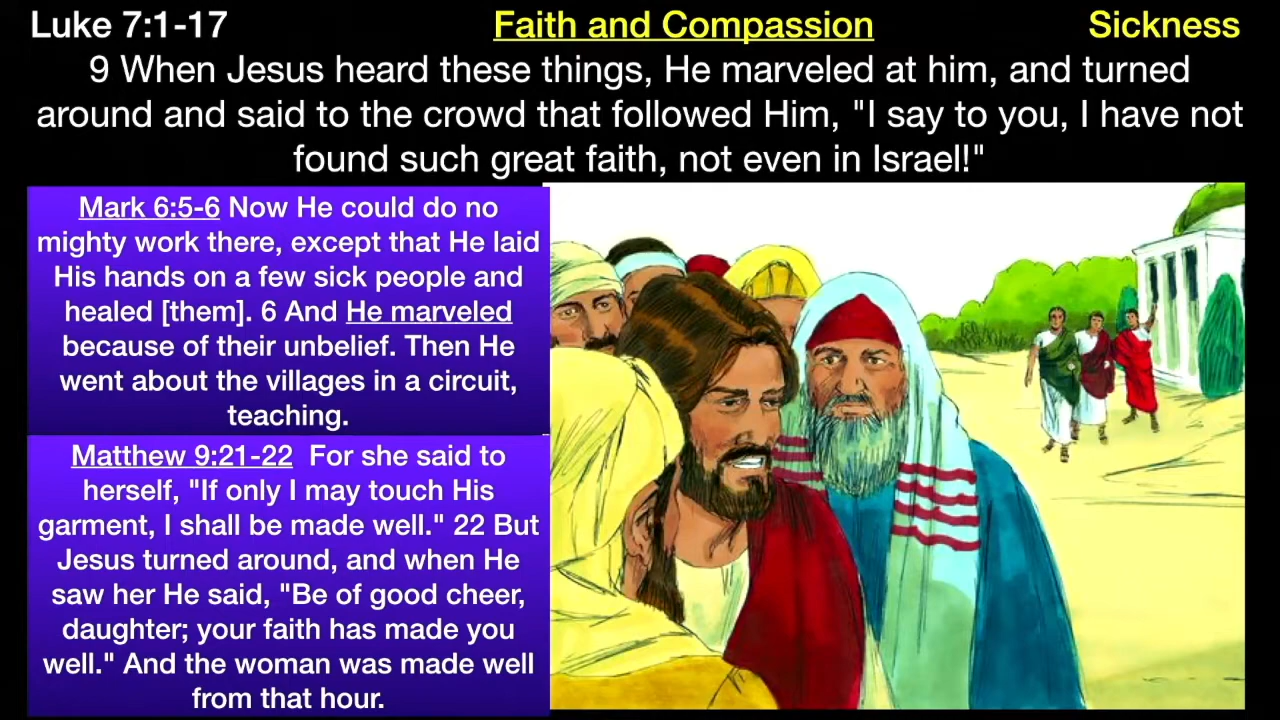 Luke 7:1-17 Faith and Compassion Sickness
9 When Jesus heard these things, He marveled at him, and turned
around and said to the crowd that followed Him, "I say to you, I have not
found such great faith, not even in Israel!"
Mark 6:5-6 Now He could do no
mighty work there, except that He laid
His hands on a few sick people and
healed [them]. 6 And He marveled
because of their unbelief. Then He
went about the villages in a circuit,
teaching.
Matthew 9:21-22 For she said to
herself, "If only I may touch His
garment, I shall be made well." 22 But
Jesus turned around, and when He
saw her He said, "Be of good cheer,
daughter; your faith has made you
well." And the woman was made well
from that hour.